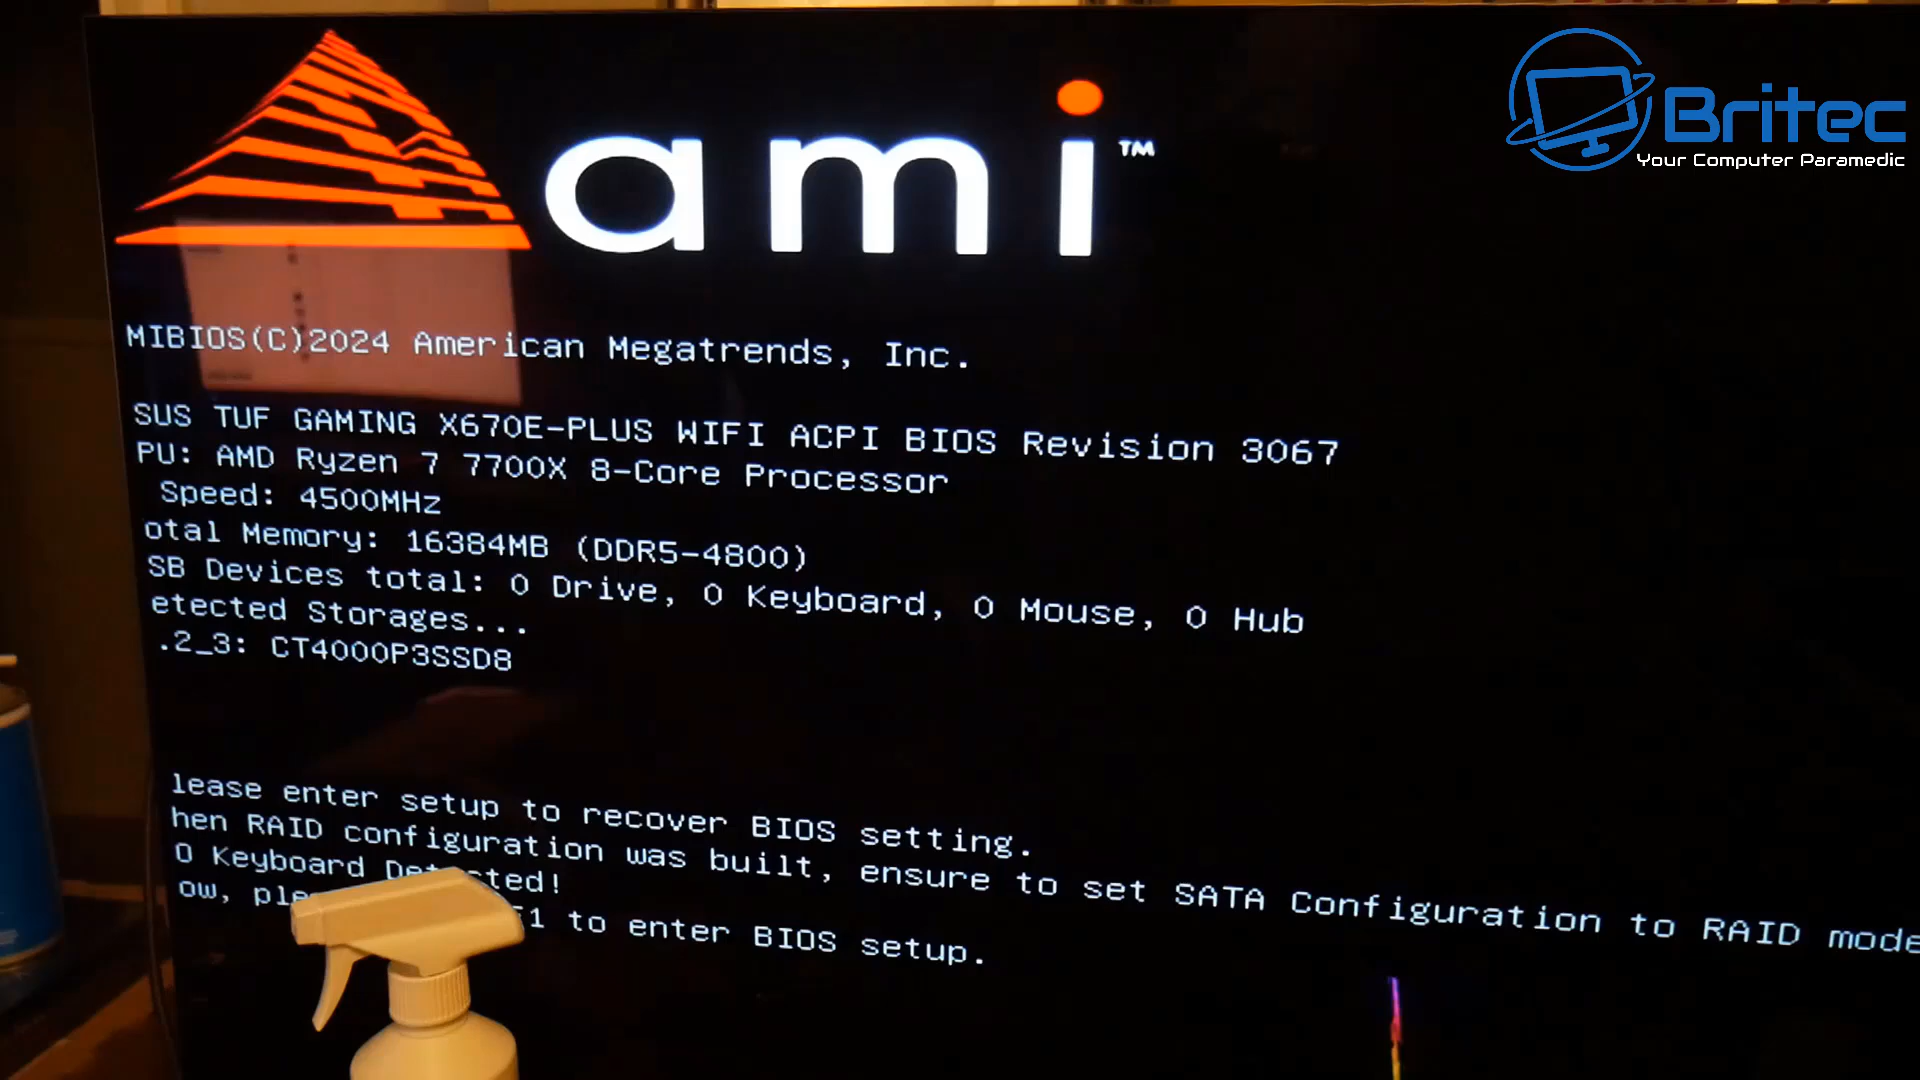 ami™
Britec
Your Computer Paramedic
MIBIOS(C)2024 American Megatrends, Inc.
SUS TUF GAMING X670E-PLUS WIFI ACPI BIOS Revision 3067
PU: AMD Ryzen 7 7700X 8-Core Processor
Speed: 4500MHz
otal Memory: 16384MB (DDR5-4800)
SB Devices total: 0 Drive, 0 Keyboard, 0 Mouse, 0 Hub
etected Storages...
.2_3: CT4000P3SSD8
lease enter setup to recover BIOS setting.
hen RAID configuration was built, ensure to set SATA Configuration to RAID mode
0 Keyboard Detected!
ow, F1 to enter BIOS setup.